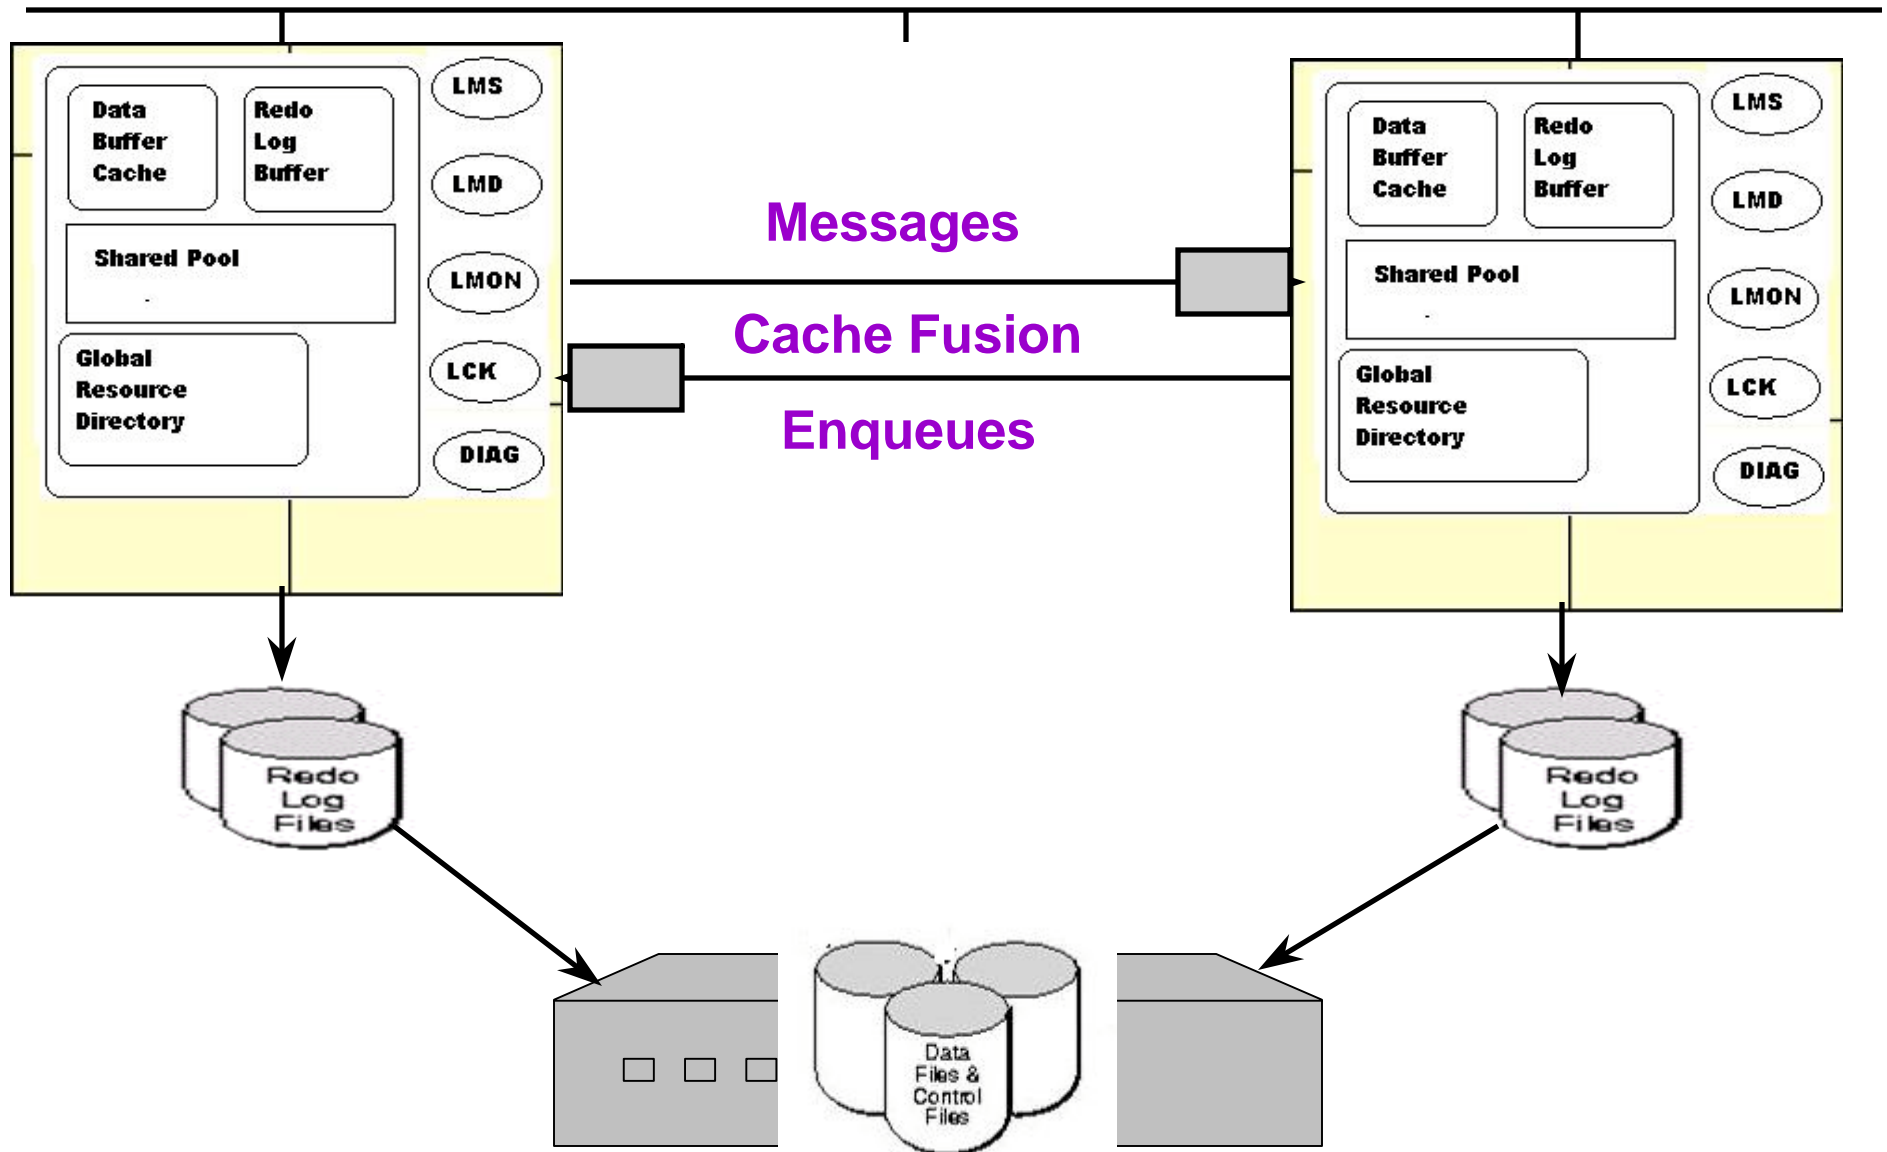 Data
Buffer
Cache
Redo
Log
Buffer
Shared Pool
Global
Resource
Directory
LMS
LMD
LMON
LCK
DIAG
Messages
Cache Fusion
Enqueues
Data
Buffer
Cache
Redo
Log
Buffer
Shared Pool
Global
Resource
Directory
LMS
LMD
LMON
LCK
DIAG
Redo
Log
Files
Redo
Log
Files
Data
Files &
Control
Files